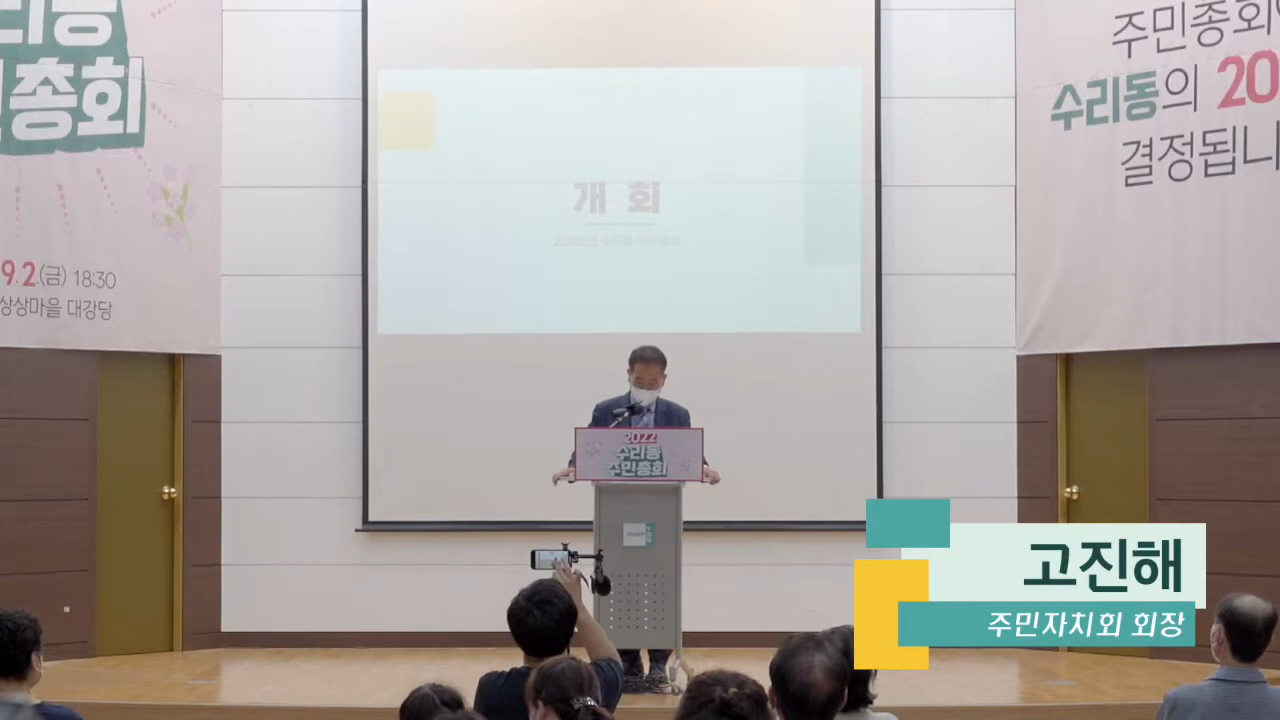 리동
총회
9.2.(금) 18:30
상상마을 대강당
개 회
2022
수리동
주민총회
주민총회
수리동의 20
결정됩니
고진해
주민자치회 회장